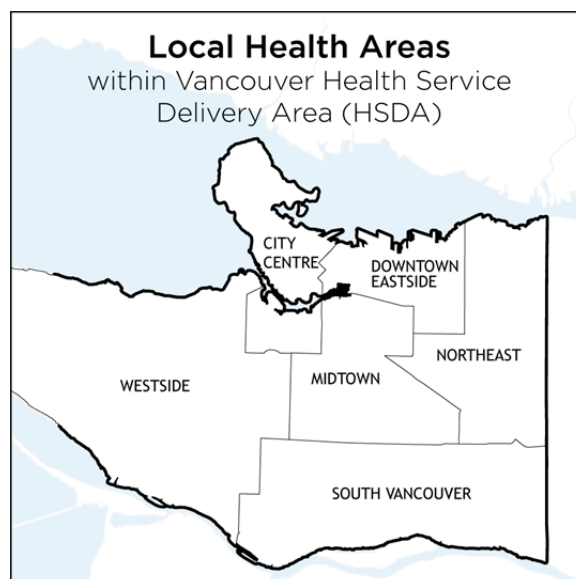 Local Health Areas
within Vancouver Health Service
Delivery Area (HSDA)
CITY
CENTRE
DOWNTOWN
EASTSIDE
NORTHEAST
WESTSIDE
MIDTOWN
SOUTH VANCOUVER